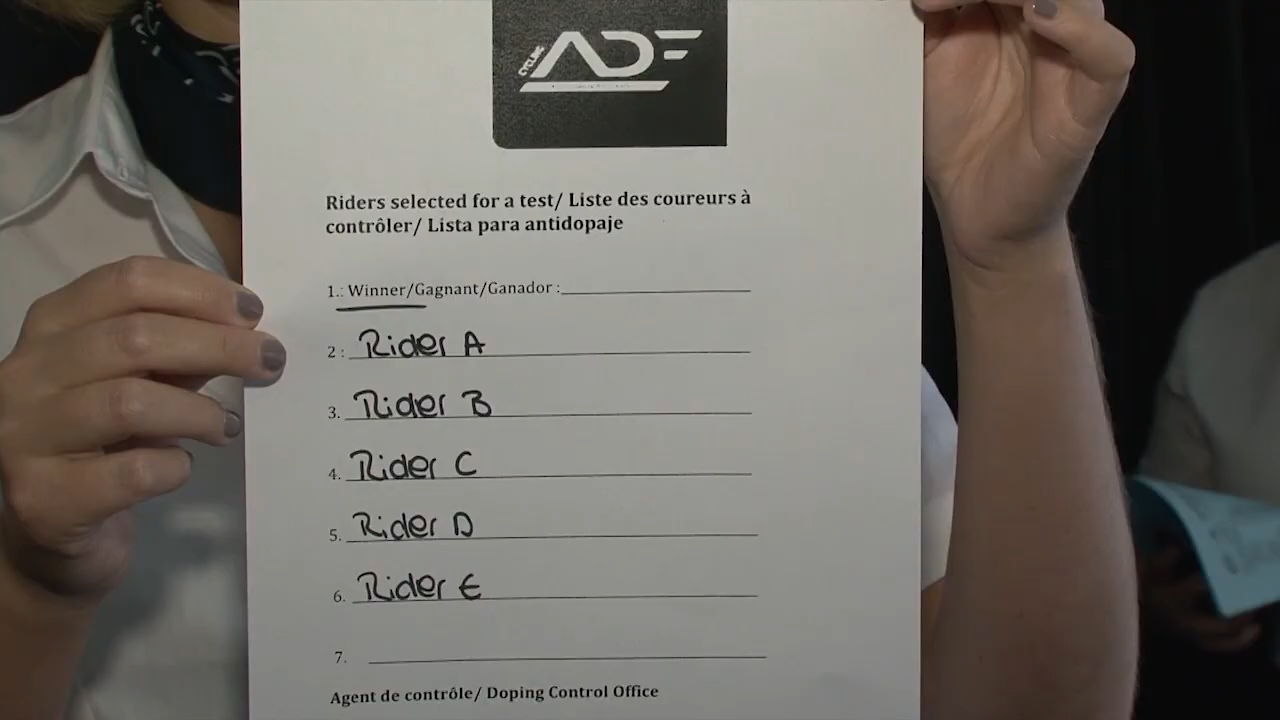 CYCLING ADF
Riders selected for a test/ Liste des coureurs à
contrôler/ Lista para antidopaje
1.: Winner/Gagnant/Ganador :
2 : Rider A
3. Rider B
4. Rider C
5. Rider D
6. Rider E
7.
Agent de contrôle/ Doping Control Office